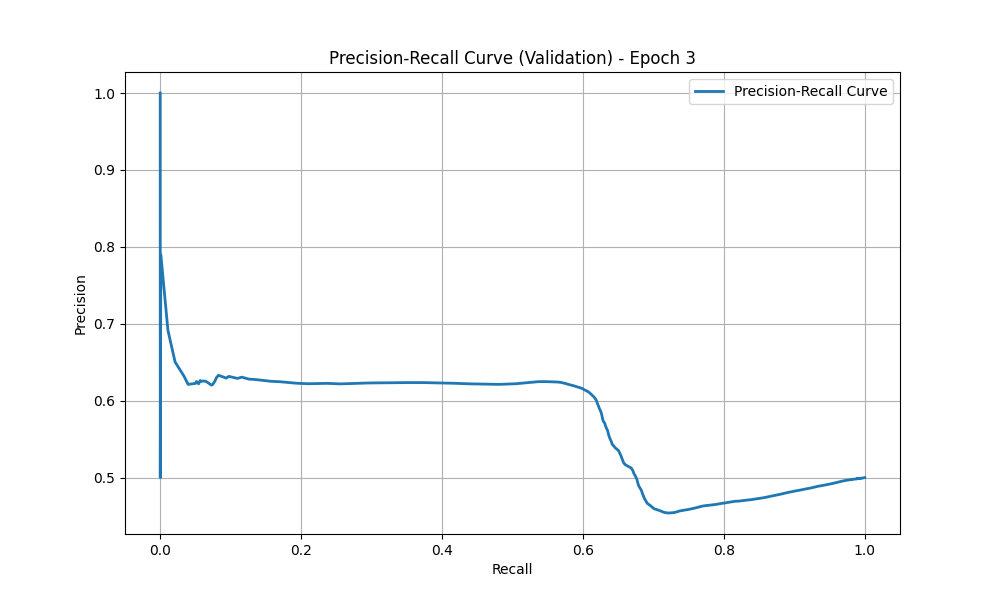 Precision-Recall Curve (Validation) - Epoch 3
Precision-Recall Curve
1.0
0.9
0.8
0.7
0.6
0.5
Precision
0.0 0.2 0.4 0.6 0.8 1.0
Recall